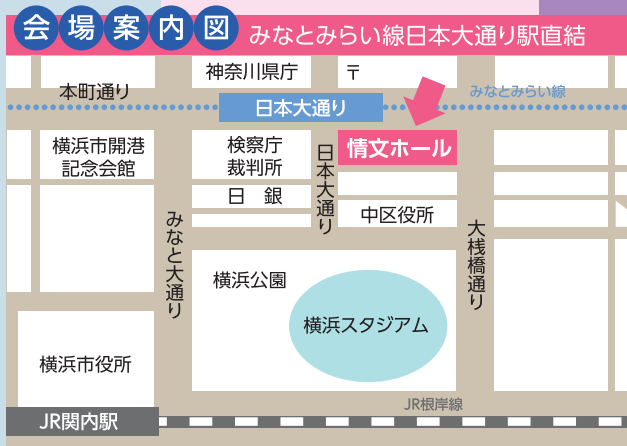 会場案内図
みなとみらい線日本大通り駅直結
神奈川県庁
〒
本町通り
みなとみらい線
日本大通り
横浜市開港
記念会館
検察庁
裁判所
日本大通り
情文ホール
日 銀
中区役所
みなと大通り
大桟橋通り
横浜公園
横浜スタジアム
横浜市役所
JR根岸線
JR関内駅